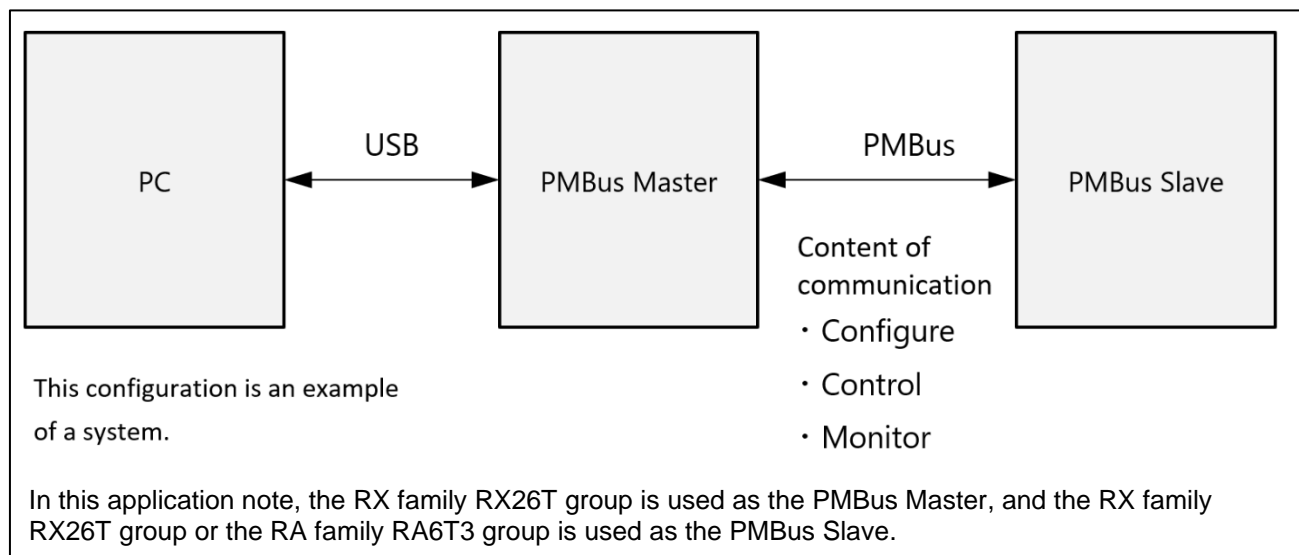 PC
USB
PMBus Master
PMBus
PMBus Slave
Content of
communication
・Configure
・Control
・Monitor
This configuration is an example
of a system.
In this application note, the RX family RX26T group is used as the PMBus Master, and the RX family
RX26T group or the RA family RA6T3 group is used as the PMBus Slave.